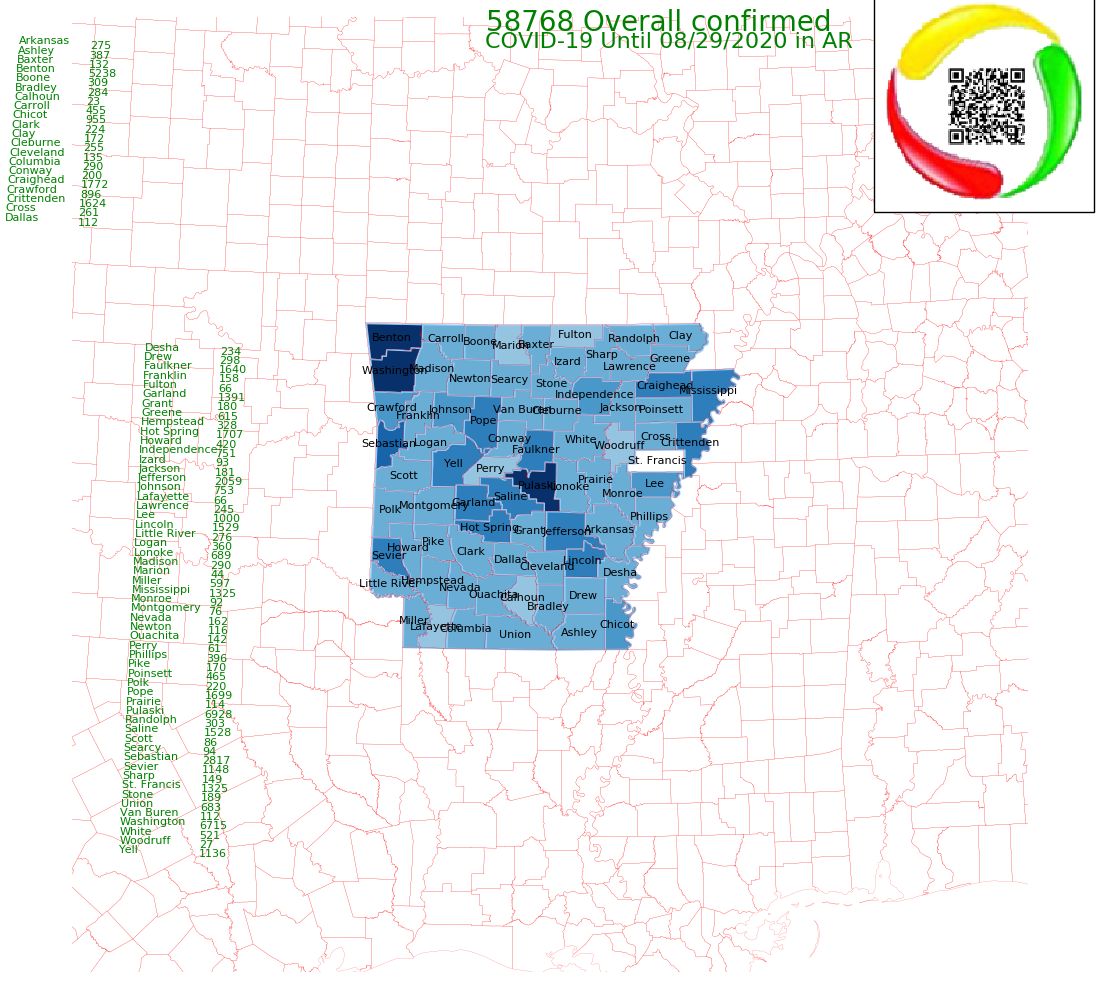 58768 Overall confirmed
COVID-19 Until 08/29/2020 in AR
Arkansas 275
Ashley 387
Baxter 132
Benton 5238
Boone 309
Bradley 284
Calhoun 23
Carroll 455
Chicot 955
Clark 224
Clay 172
Cleburne 255
Cleveland 135
Columbia 290
Conway 200
Craighead 1772
Crawford 896
Crittenden 1624
Cross 261
Dallas 112
Desha 234
Drew 298
Faulkner 1640
Franklin 158
Fulton 66
Garland 1391
Grant 180
Greene 615
Hempstead 328
Hot Spring 1707
Howard 420
Independence 751
Izard 93
Jackson 181
Jefferson 2059
Johnson 753
Lafayette 66
Lawrence 245
Lee 1000
Lincoln 1529
Little River 276
Logan 360
Lonoke 689
Madison 290
Marion 44
Miller 597
Mississippi 1325
Monroe 92
Montgomery 76
Nevada 162
Newton 116
Ouachita 142
Perry 61
Phillips 396
Pike 170
Poinsett 465
Polk 220
Pope 1699
Prairie 114
Pulaski 6928
Randolph 303
Saline 1528
Scott 86
Searcy 94
Sebastian 2817
Sevier 1148
Sharp 149
St. Francis 1325
Stone 189
Union 683
Van Buren 112
Washington 6715
White 521
Woodruff 27
Yell 1136
Benton Carroll Boone Marion Baxter Fulton Randolph Clay
Washington Madison Izard Sharp Lawrence Greene
Newton Searcy Stone Independence Craighead Mississippi
Crawford Franklin Johnson Pope Van Buren Cleburne Jackson Poinsett
Sebastian Logan Conway Faulkner White Woodruff Cross Crittenden
Scott Yell Perry St. Francis
Pulaski Lonoke Prairie Monroe Lee
Polk Montgomery Garland Saline Phillips
Hot Spring Grant Jefferson Arkansas
Sevier Howard Pike Clark Dallas Cleveland Lincoln Desha
Little River Hempstead Nevada Ouachita Calhoun Bradley Drew
Miller Lafayette Columbia Union Ashley Chicot